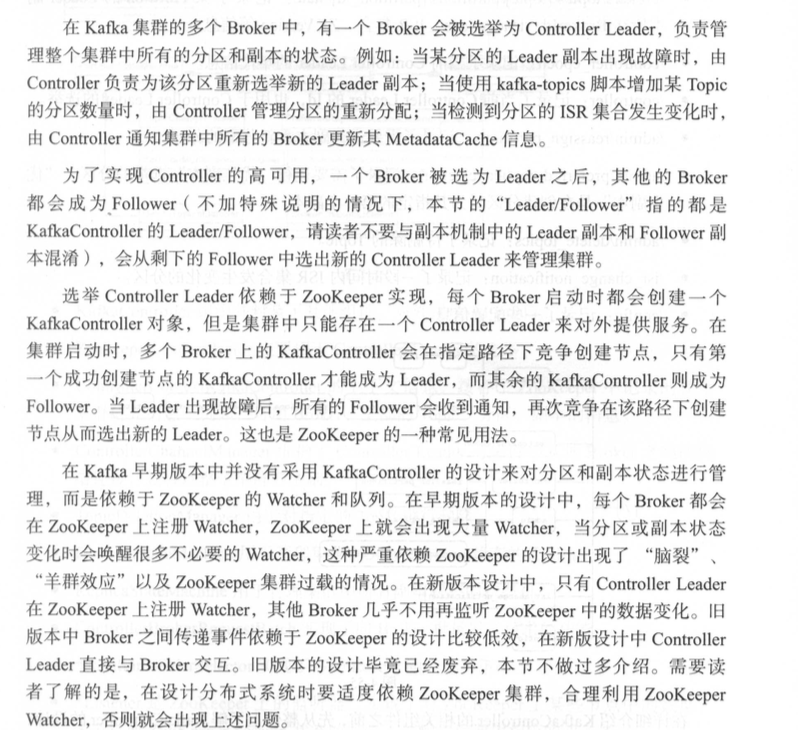 在 Kafka 集群的多个 Broker 中，有一个 Broker 会被选举为 Controller Leader，负责管
理整个集群中所有的分区和副本的状态。例如：当某分区的 Leader 副本出现故障时，由
Controller 负责为该分区重新选举新的 Leader 副本；当使用 kafka-topics 脚本增加某 Topic
的分区数量时，由 Controller 管理分区的重新分配；当检测到分区的 ISR 集合发生变化时，
由 Controller 通知集群中所有的 Broker 更新其 MetadataCache 信息。
为了实现 Controller 的高可用，一个 Broker 被选为 Leader 之后，其他的 Broker
都会成为 Follower（不加特殊说明的情况下，本节的“Leader/Follower”指的都是
KafkaController 的 Leader/Follower，请读者不要与副本机制中的 Leader 副本和 Follower 副
本混淆），会从剩下的 Follower 中选出新的 Controller Leader 来管理集群。
选举 Controller Leader 依赖于 ZooKeeper 实现，每个 Broker 启动时都会创建一个
KafkaController 对象，但是集群中只能存在一个 Controller Leader 来对外提供服务。在
集群启动时，多个 Broker 上的 KafkaController 会在指定路径下竞争创建节点，只有第
一个成功创建节点的 KafkaController 才能成为 Leader，而其余的 KafkaController 则成为
Follower。当 Leader 出现故障后，所有的 Follower 会收到通知，再次竞争在该路径下创建
节点从而选出新的 Leader。这也是 ZooKeeper 的一种常见用法。
在 Kafka 早期版本中并没有采用 KafkaController 的设计来对分区和副本状态进行管
理，而是依赖于 ZooKeeper 的 Watcher 和队列。在早期版本的设计中，每个 Broker 都会
在 ZooKeeper 上注册 Watcher，ZooKeeper 上就会出现大量 Watcher，当分区或副本状态
变化时会唤醒很多不必要的 Watcher，这种严重依赖 ZooKeeper 的设计出现了 “脑裂”、
“羊群效应”以及 ZooKeeper 集群过载的情况。在新版本设计中，只有 Controller Leader
在 ZooKeeper 上注册 Watcher，其他 Broker 几乎不用再监听 ZooKeeper 中的数据变化。旧
版本中 Broker 之间传递事件依赖于 ZooKeeper 的设计比较低效，在新版设计中 Controller
Leader 直接与 Broker 交互。旧版本的设计毕竟已经废弃，本节不做过多介绍。需要读
者了解的是，在设计分布式系统时要适度依赖 ZooKeeper 集群，合理利用 ZooKeeper
Watcher，否则就会出现上述问题。